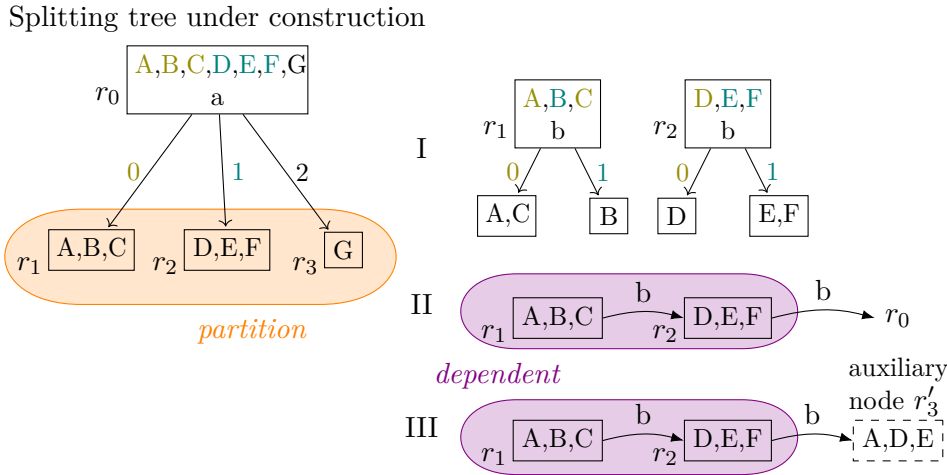 Splitting tree under construction
A,B,C,D,E,F,G
r0
a
0
1
2
A,B,C
D,E,F
G
r1
r2
r3
partition
I
A,B,C
r1
b
0
1
A,C
B
D,E,F
r2
b
0
1
D
E,F
II
r1
A,B,C
b
r2
D,E,F
b
r0
dependent
auxiliary
node r′3
III
r1
A,B,C
b
r2
D,E,F
b
A,D,E